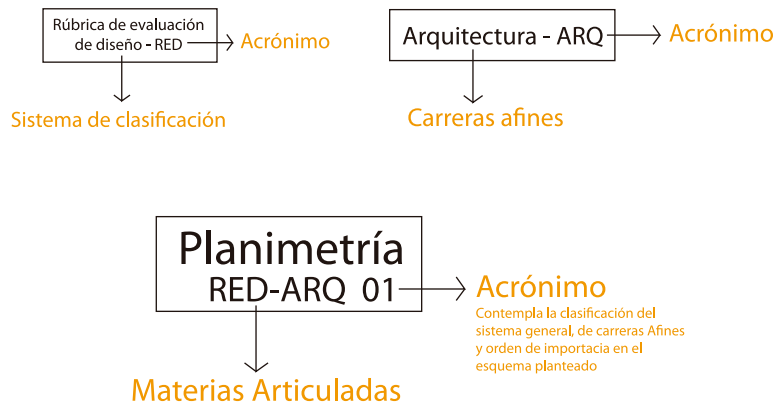 Rúbrica de evaluación
de diseño - RED
Acrónimo
Sistema de clasificación
Arquitectura - ARQ
Acrónimo
Carreras afines
Planimetría
RED-ARQ 01
Acrónimo
Contempla la clasificación del
sistema general, de carreras Afines
y orden de importacia en el
esquema planteado
Materias Articuladas